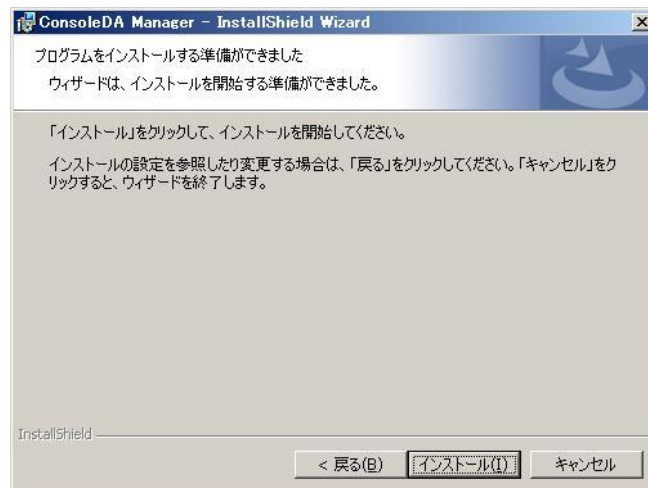 ConsoleDA Manager - InstallShield Wizard
プログラムをインストールする準備ができました
ウィザードは、インストールを開始する準備ができました。
「インストール」をクリックして、インストールを開始してください。
インストールの設定を参照したり変更する場合は、「戻る」をクリックしてください。「キャンセル」をク
リックすると、ウィザードを終了します。
InstallShield
< 戻る(B) インストール(I) キャンセル